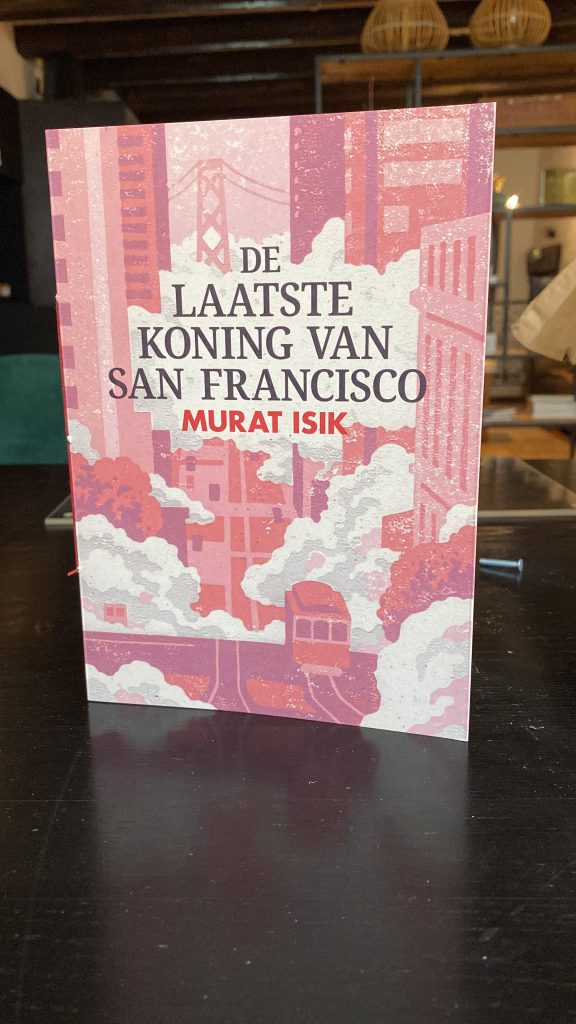 DE
LAATSTE
KONING VAN
SAN FRANCISCO
MURAT ISIK